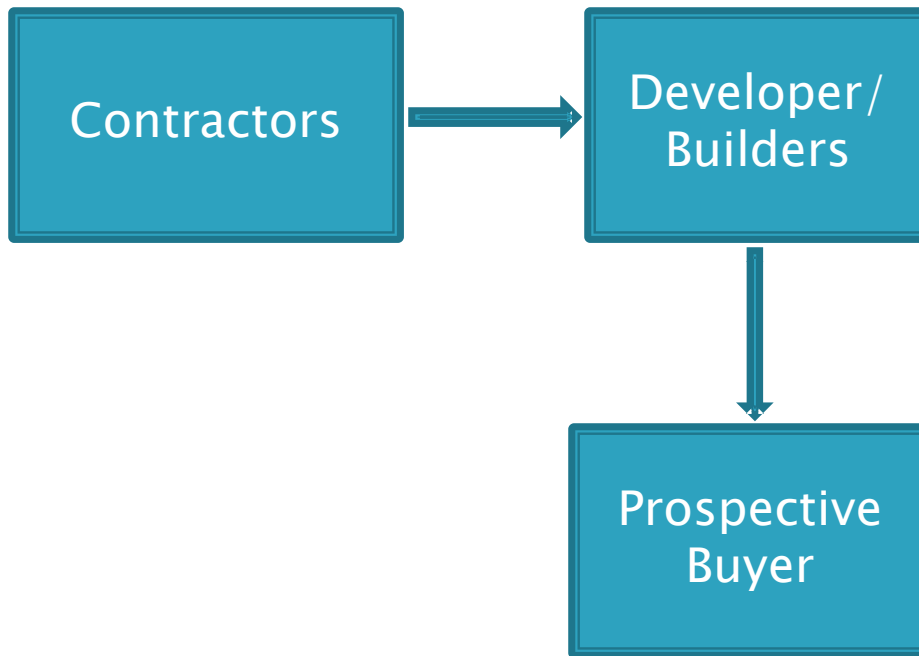 Contractors
Developer/
Builders
Prospective
Buyer